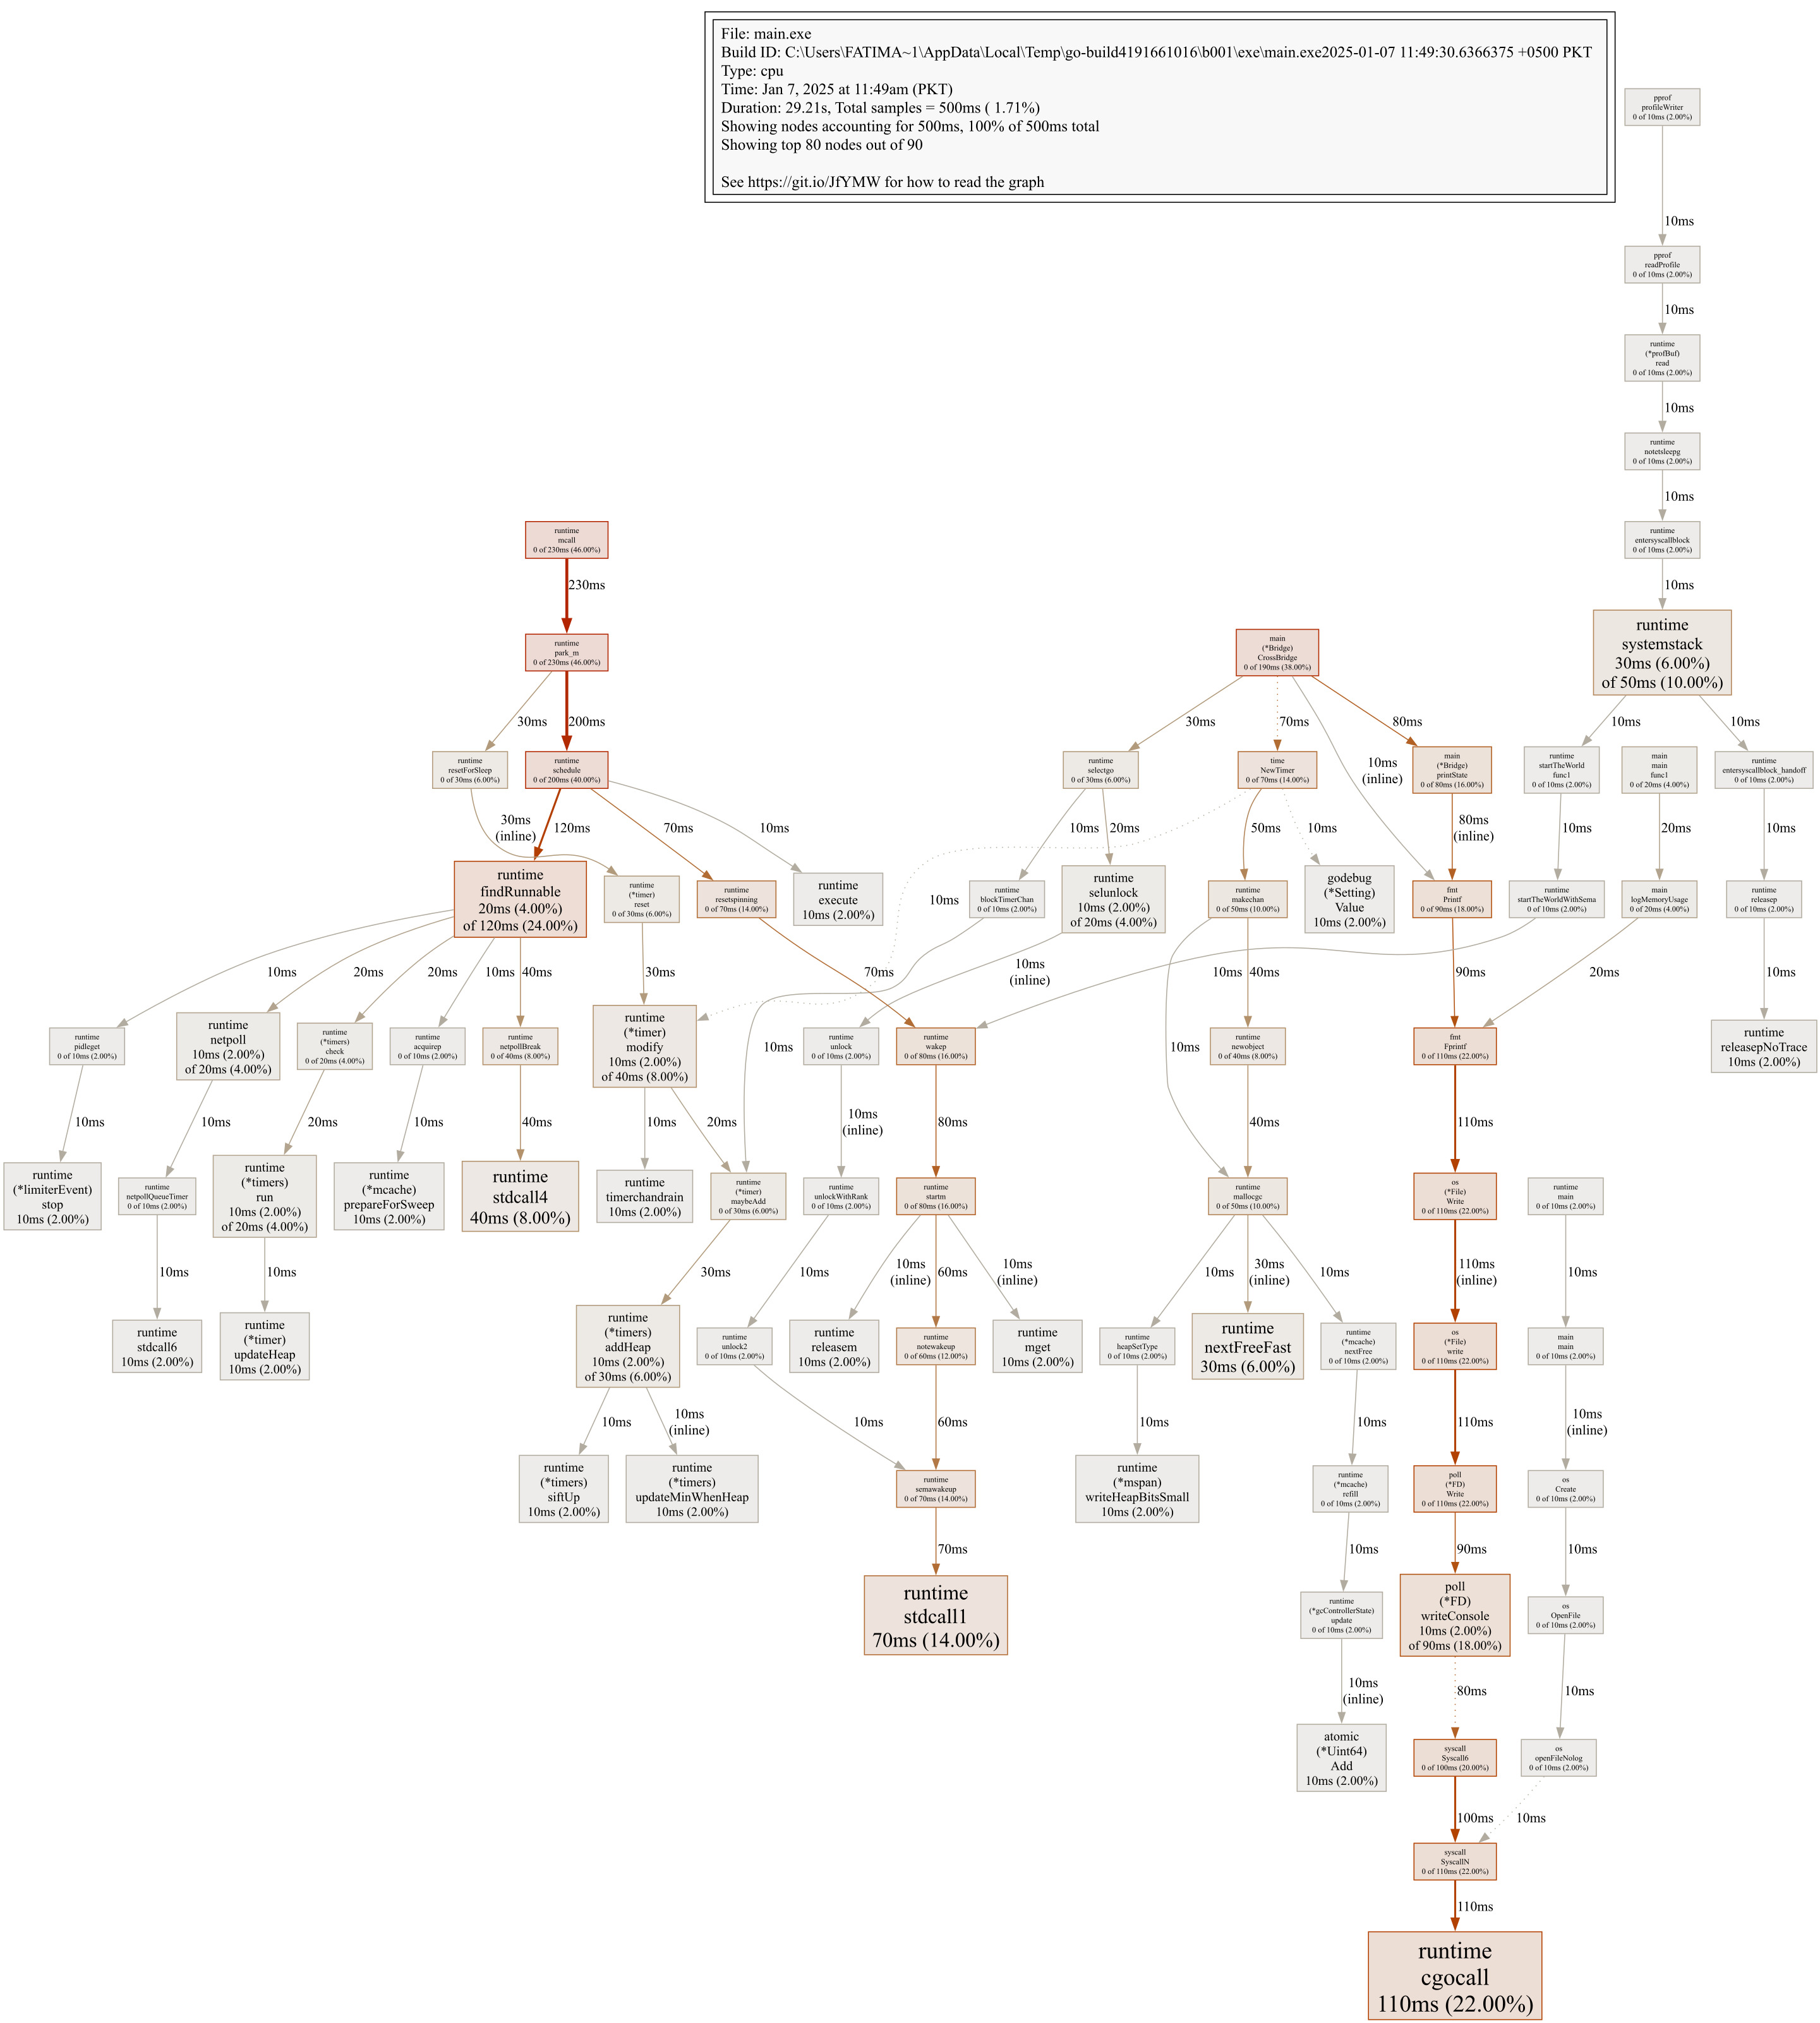 File: main.exe
Build ID: C:\Users\FATIMA~1\AppData\Local\Temp\go-build4191661016\b001\exe\main.exe2025-01-07 11:49:30.6366375 +0500 PKT
Type: cpu
Time: Jan 7, 2025 at 11:49am (PKT)
Duration: 29.21s, Total samples = 500ms ( 1.71%)
Showing nodes accounting for 500ms, 100% of 500ms total
Showing top 80 nodes out of 90
See https://git.io/JfYMW for how to read the graph
pprof
profileWriter
0 of 10ms (2.00%)
10ms
pprof
readProfile
0 of 10ms (2.00%)
10ms
runtime
(*profBuf)
read
0 of 10ms (2.00%)
10ms
runtime
notetsleepg
0 of 10ms (2.00%)
10ms
runtime
mcall
0 of 230ms (46.00%)
runtime
entersyscallblock
0 of 10ms (2.00%)
230ms
10ms
runtime
park_m
0 of 230ms (46.00%)
main
(*Bridge)
CrossBridge
0 of 190ms (38.00%)
runtime
systemstack
30ms (6.00%)
of 50ms (10.00%)
30ms
200ms
30ms
70ms
80ms
10ms
10ms
runtime
resetForSleep
0 of 30ms (6.00%)
runtime
schedule
0 of 200ms (40.00%)
runtime
selectgo
0 of 30ms (6.00%)
time
NewTimer
0 of 70ms (14.00%)
10ms
(inline)
main
(*Bridge)
printState
0 of 80ms (16.00%)
runtime
startTheWorld
func1
0 of 10ms (2.00%)
main
main
func1
0 of 20ms (4.00%)
runtime
entersyscallblock_handoff
0 of 10ms (2.00%)
30ms
(inline)
120ms
70ms
10ms
10ms
20ms
50ms
10ms
80ms
(inline)
10ms
20ms
10ms
runtime
findRunnable
20ms (4.00%)
of 120ms (24.00%)
runtime
(*timer)
reset
0 of 30ms (6.00%)
runtime
resetspinning
0 of 70ms (14.00%)
runtime
execute
10ms (2.00%)
10ms
runtime
blockTimerChan
0 of 10ms (2.00%)
runtime
selunlock
10ms (2.00%)
of 20ms (4.00%)
runtime
makechan
0 of 50ms (10.00%)
godebug
(*Setting)
Value
10ms (2.00%)
fmt
Printf
0 of 90ms (18.00%)
runtime
startTheWorldWithSema
0 of 10ms (2.00%)
main
logMemoryUsage
0 of 20ms (4.00%)
runtime
releasep
0 of 10ms (2.00%)
10ms
20ms
20ms
10ms
40ms
30ms
70ms
10ms
(inline)
10ms
40ms
90ms
20ms
10ms
runtime
pidleget
0 of 10ms (2.00%)
runtime
netpoll
10ms (2.00%)
of 20ms (4.00%)
runtime
(*timers)
check
0 of 20ms (4.00%)
runtime
acquirep
0 of 10ms (2.00%)
runtime
netpollBreak
0 of 40ms (8.00%)
runtime
(*timer)
modify
10ms (2.00%)
of 40ms (8.00%)
10ms
runtime
unlock
0 of 10ms (2.00%)
runtime
wakep
0 of 80ms (16.00%)
10ms
runtime
newobject
0 of 40ms (8.00%)
fmt
Fprintf
0 of 110ms (22.00%)
runtime
releasepNoTrace
10ms (2.00%)
10ms
10ms
20ms
10ms
40ms
10ms
20ms
10ms
(inline)
80ms
40ms
110ms
runtime
(*limiterEvent)
stop
10ms (2.00%)
runtime
netpollQueueTimer
0 of 10ms (2.00%)
runtime
(*timers)
run
10ms (2.00%)
of 20ms (4.00%)
runtime
(*mcache)
prepareForSweep
10ms (2.00%)
runtime
stdcall4
40ms (8.00%)
runtime
timerchandrain
10ms (2.00%)
runtime
(*timer)
maybeAdd
0 of 30ms (6.00%)
runtime
unlockWithRank
0 of 10ms (2.00%)
runtime
startm
0 of 80ms (16.00%)
runtime
mallocgc
0 of 50ms (10.00%)
os
(*File)
Write
0 of 110ms (22.00%)
runtime
main
0 of 10ms (2.00%)
10ms
10ms
30ms
10ms
10ms
(inline)
60ms
10ms
(inline)
10ms
30ms
(inline)
10ms
110ms
(inline)
10ms
runtime
stdcall6
10ms (2.00%)
runtime
(*timer)
updateHeap
10ms (2.00%)
runtime
(*timers)
addHeap
10ms (2.00%)
of 30ms (6.00%)
runtime
unlock2
0 of 10ms (2.00%)
runtime
releasem
10ms (2.00%)
runtime
notewakeup
0 of 60ms (12.00%)
runtime
mget
10ms (2.00%)
runtime
heapSetType
0 of 10ms (2.00%)
runtime
nextFreeFast
30ms (6.00%)
runtime
(*mcache)
nextFree
0 of 10ms (2.00%)
os
(*File)
write
0 of 110ms (22.00%)
main
main
0 of 10ms (2.00%)
10ms
10ms
(inline)
10ms
60ms
10ms
10ms
110ms
10ms
(inline)
runtime
(*timers)
siftUp
10ms (2.00%)
runtime
(*timers)
updateMinWhenHeap
10ms (2.00%)
runtime
semawakeup
0 of 70ms (14.00%)
runtime
(*mspan)
writeHeapBitsSmall
10ms (2.00%)
runtime
(*mcache)
refill
0 of 10ms (2.00%)
poll
(*FD)
Write
0 of 110ms (22.00%)
os
Create
0 of 10ms (2.00%)
70ms
10ms
90ms
10ms
runtime
stdcall1
70ms (14.00%)
runtime
(*gcControllerState)
update
0 of 10ms (2.00%)
poll
(*FD)
writeConsole
10ms (2.00%)
of 90ms (18.00%)
os
OpenFile
0 of 10ms (2.00%)
10ms
(inline)
80ms
10ms
atomic
(*Uint64)
Add
10ms (2.00%)
syscall
Syscall6
0 of 100ms (20.00%)
os
openFileNolog
0 of 10ms (2.00%)
100ms
10ms
syscall
SyscallN
0 of 110ms (22.00%)
110ms
runtime
cgocall
110ms (22.00%)